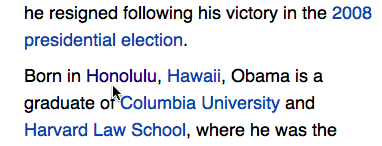 he resigned following his victory in the 2008
presidential election.
Born in Honolulu, Hawaii, Obama is a
graduate of Columbia University and
Harvard Law School, where he was the